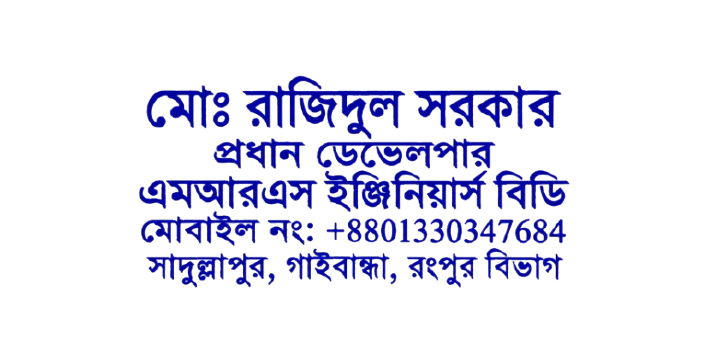 মোঃ রাজিদুল সরকার
প্রধান ডেভেলপার
এমআরএস ইঞ্জিনিয়ার্স বিডি
মোবাইল নং: +8801330347684
সাদুল্লাপুর, গাইবান্ধা, রংপুর বিভাগ